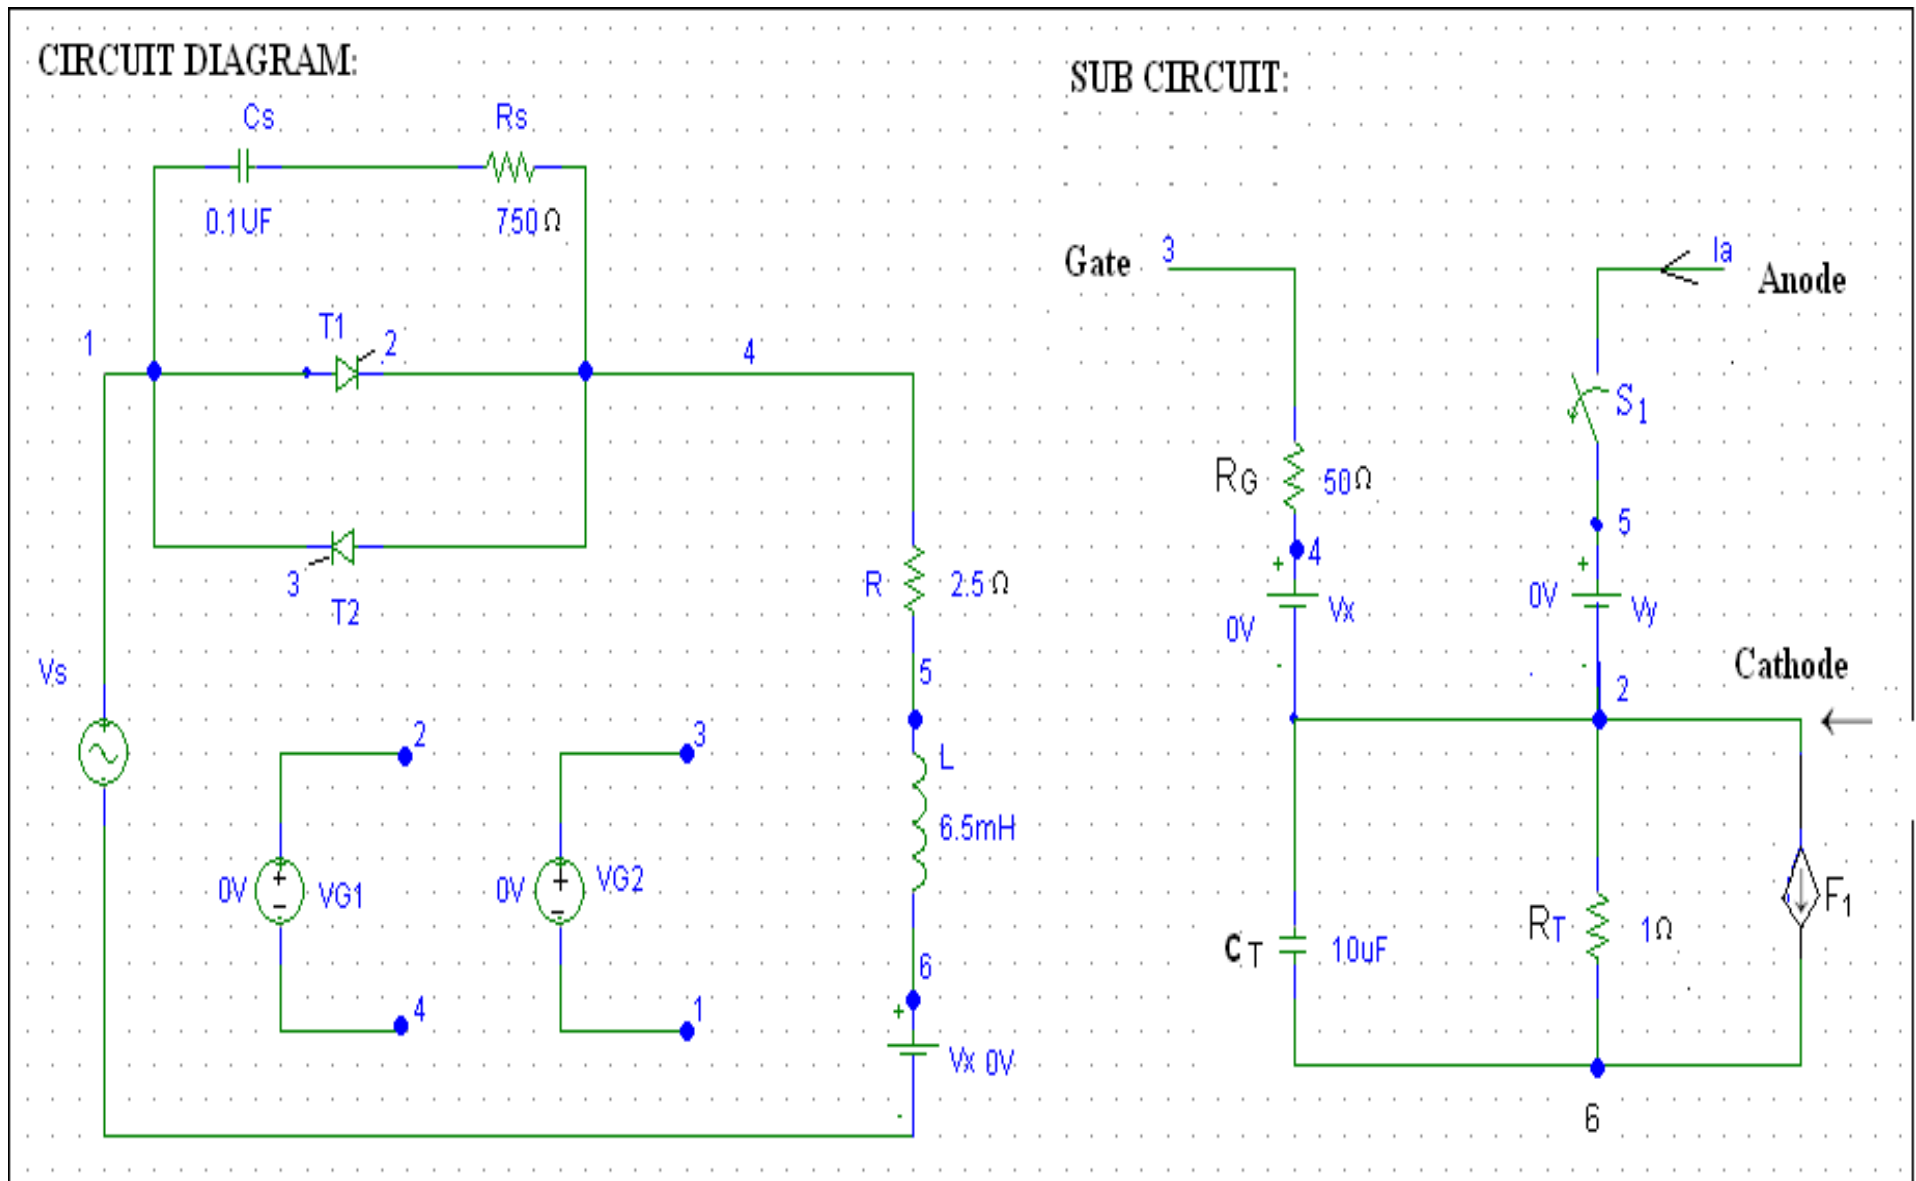 CIRCUIT DIAGRAM:
Cs
Rs
0.1UF
750Ω
T1
1
2
4
3
T2
R
2.5Ω
Vs
5
2
3
L
6.5mH
0V
VG1
0V
VG2
6
4
1
+
Vx 0V
SUB CIRCUIT:
Gate
3
Ia
Anode
S1
RG
50Ω
5
4
+
+
0V
Vx
0V
Vy
Cathode
2
CT
10uF
RT
1Ω
F1
6